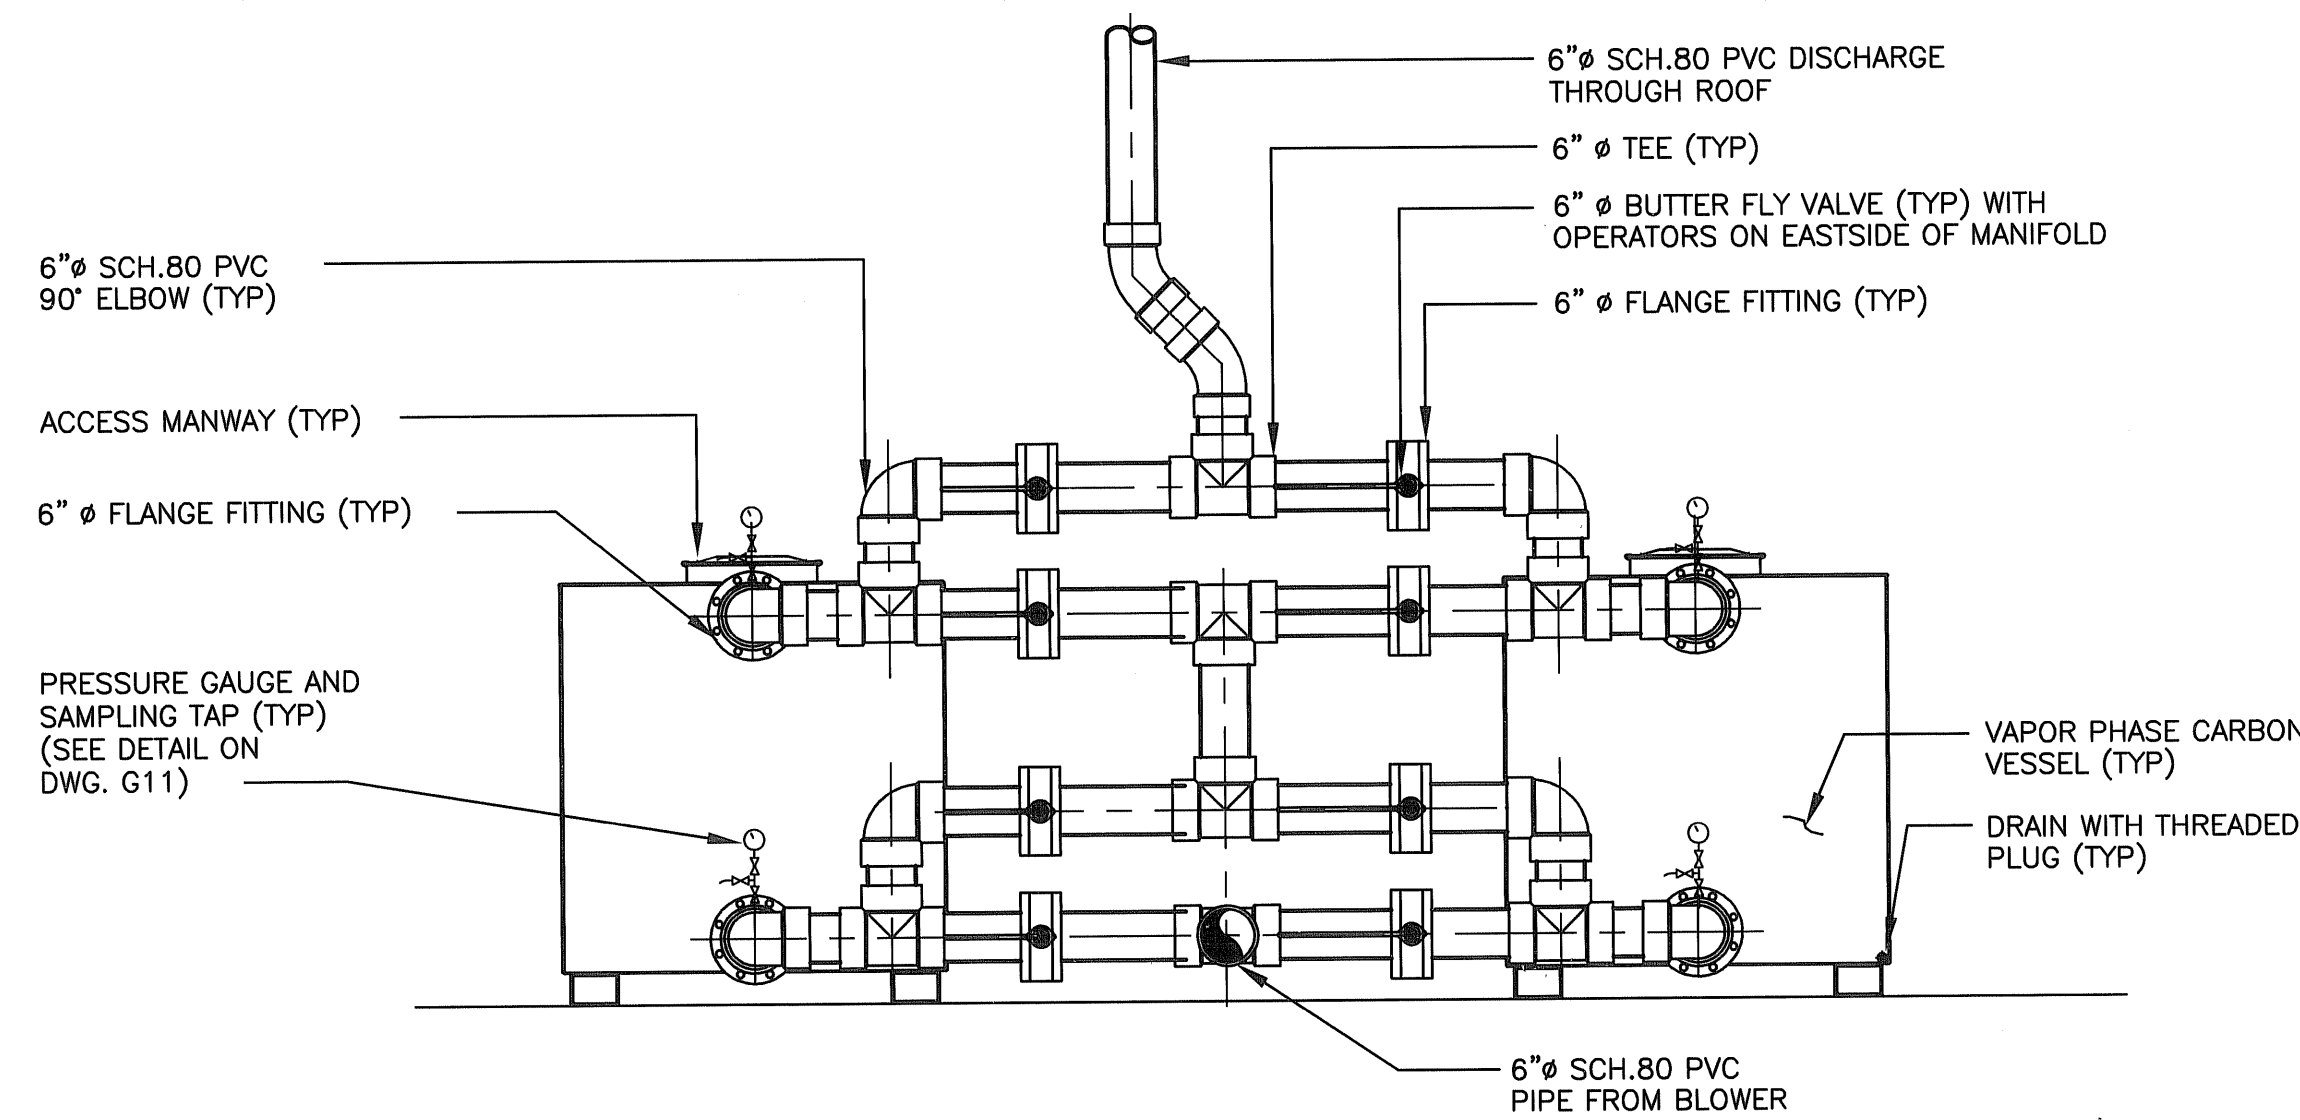 6"ø SCH.80 PVC DISCHARGE
THROUGH ROOF
6" ø TEE (TYP)
6" ø BUTTER FLY VALVE (TYP) WITH
OPERATORS ON EASTSIDE OF MANIFOLD
6" ø FLANGE FITTING (TYP)
6"ø SCH.80 PVC
90° ELBOW (TYP)
ACCESS MANWAY (TYP)
6" ø FLANGE FITTING (TYP)
PRESSURE GAUGE AND
SAMPLING TAP (TYP)
(SEE DETAIL ON
DWG. G11)
VAPOR PHASE CARBON
VESSEL (TYP)
DRAIN WITH THREADED
PLUG (TYP)
6"ø SCH.80 PVC
PIPE FROM BLOWER